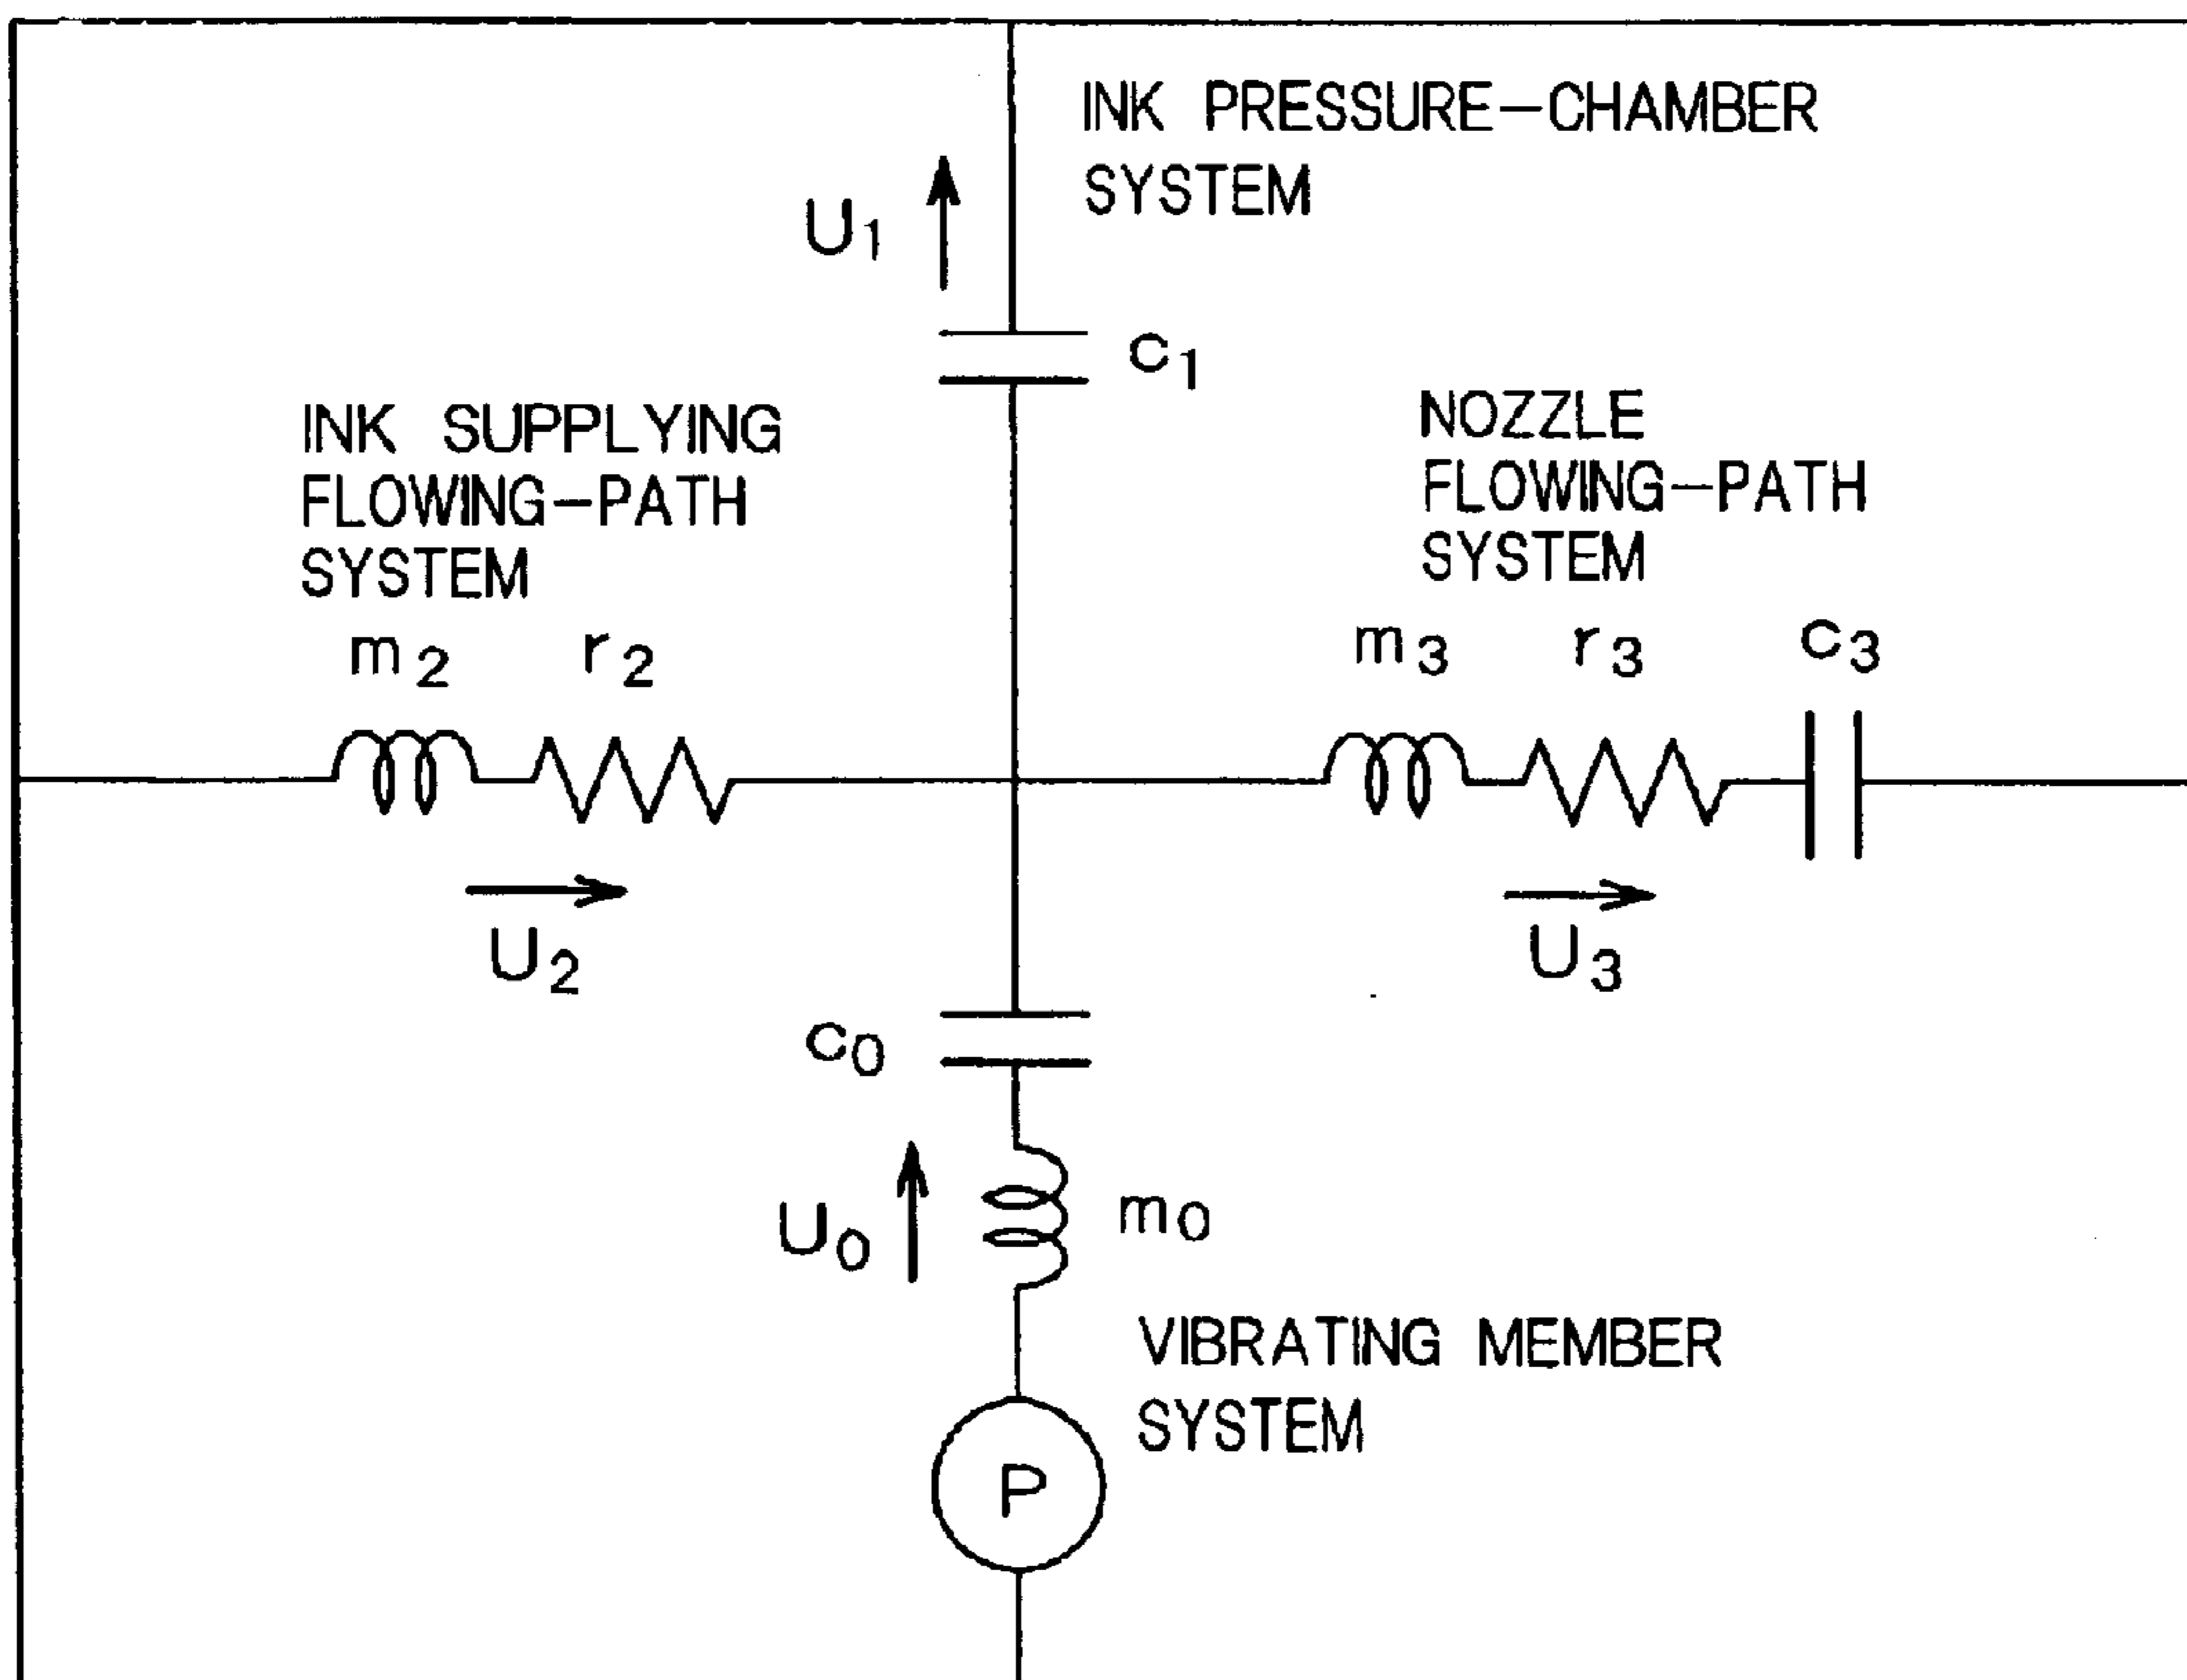 INK PRESSURE-CHAMBER
SYSTEM
U1
c1
INK SUPPLYING
FLOWING-PATH
SYSTEM
NOZZLE
FLOWING-PATH
SYSTEM
m2 r2
m3 r3 c3
U2
U3
c0
U0
m0
VIBRATING MEMBER
SYSTEM
P